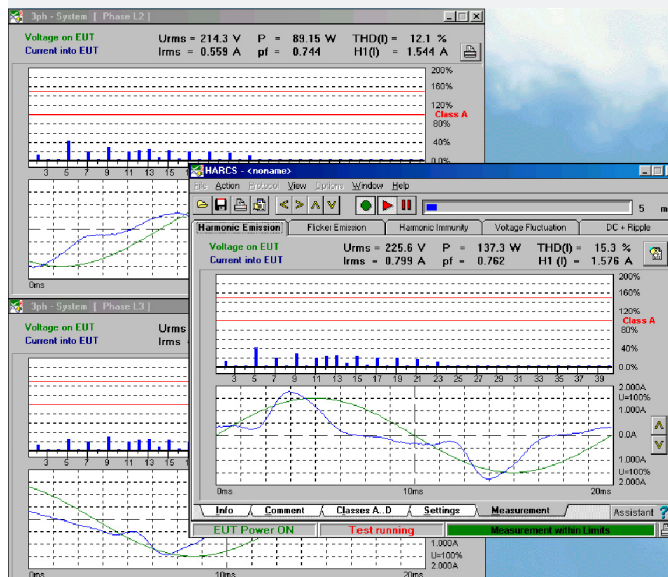 3ph - System [ Phase L2 ]
Voltage on EUT
Current into EUT
Urms = 214.3 V P = 89.15 W THD(I) = 12.1 %
Irms = 0.559 A pf = 0.744 H1(I) = 1.544 A
200%
160%
120%
Class A
80%
40%
0.0%
3 5 7 9 11 13 15
0ms
HARCS - <noname>
File Action Protocol View Options Window Help
5 m
Harmonic Emission Flicker Emission Harmonic Immunity Voltage Fluctuation DC + Ripple
Voltage on EUT
Current into EUT
Urms = 225.6 V P = 137.3 W THD(I) = 15.3 %
Irms = 0.799 A pf = 0.762 H1 (I) = 1.576 A
200%
160%
120%
Class A
80%
40%
0.0%
3 5 7 9 11 13 15 17 19 21 23 25 27 29 31 33 35 37 39
2.000A
U=100%
1.000A
0.0A
1.000A
U=100%
2.000A
0ms 10ms 20ms
Info Comment Classes A..D Settings Measurement Assistant ?
EUT Power ON Test running Measurement within Limits
3ph - System [ Phase L3 ]
Voltage on EUT
Current into EUT
Urms
Irms
3 5 7 9 11 13 15
1.000A
U=100%
2.000A
0ms 10ms 20ms